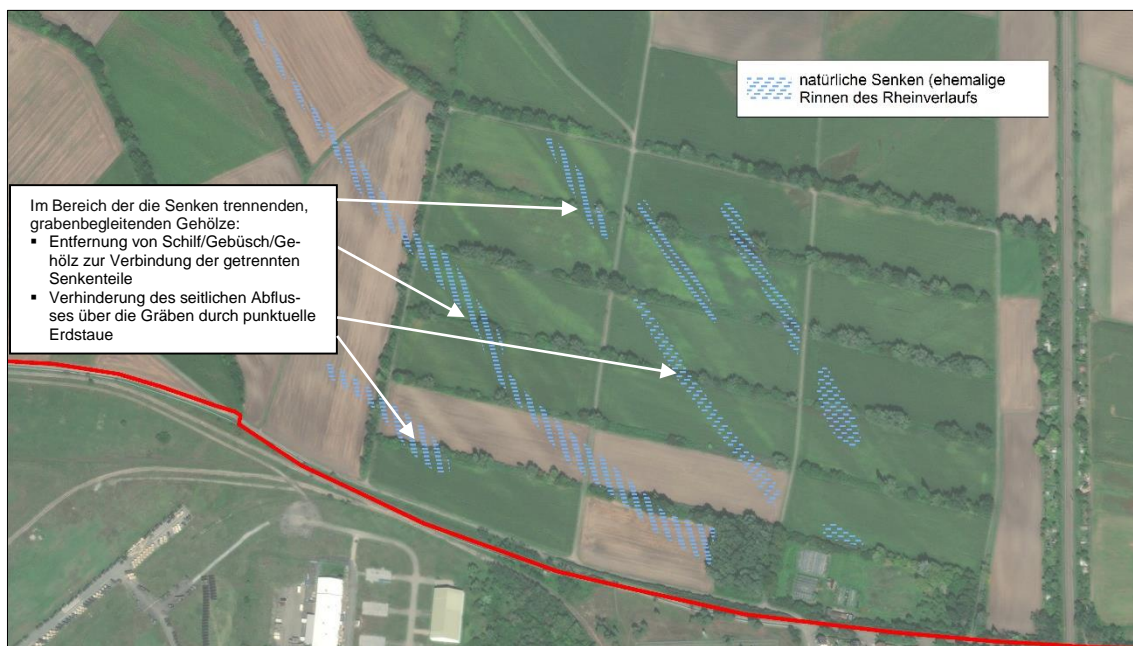 natürliche Senken (ehemalige
Rinnen des Rheinverlaufs
Im Bereich der die Senken trennenden,
grabenbegleitenden Gehölze:
▪ Entfernung von Schilf/Gebüsch/Ge-
hölz zur Verbindung der getrennten
Senkenteile
▪ Verhinderung des seitlichen Abflus-
ses über die Gräben durch punktuelle
Erdstaue